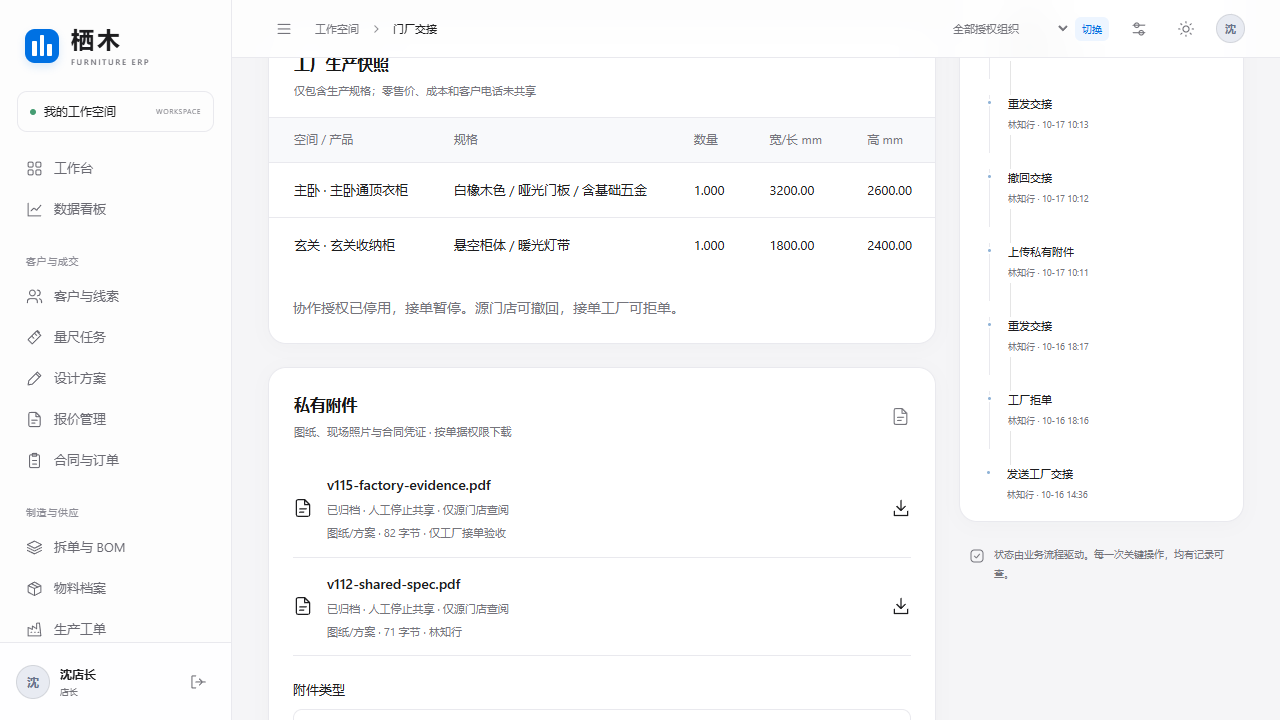 栖木
FURNITURE ERP
我的工作空间 WORKSPACE
工作台
数据看板
客户与成交
客户与线索
量尺任务
设计方案
报价管理
合同与订单
制造与供应
拆单与 BOM
物料档案
生产工单
沈
沈店长
店长
工作空间 > 门厂交接
全部授权组织 切换 沈
工厂生产快照
仅包含生产规格；零售价、成本和客户电话未共享
空间 / 产品 规格 数量 宽/长 mm 高 mm
主卧 · 主卧通顶衣柜 白橡木色 / 哑光门板 / 含基础五金 1.000 3200.00 2600.00
玄关 · 玄关收纳柜 悬空柜体 / 暖光灯带 1.000 1800.00 2400.00
协作授权已停用，接单暂停。源门店可撤回，接单工厂可拒单。
私有附件
图纸、现场照片与合同凭证 · 按单据权限下载
v115-factory-evidence.pdf
已归档 · 人工停止共享 · 仅源门店查阅
图纸/方案 · 82 字节 · 仅工厂接单验收
v112-shared-spec.pdf
已归档 · 人工停止共享 · 仅源门店查阅
图纸/方案 · 71 字节 · 林知行
附件类型
重发交接
林知行 · 10-17 10:13
撤回交接
林知行 · 10-17 10:12
上传私有附件
林知行 · 10-17 10:11
重发交接
林知行 · 10-16 18:17
工厂拒单
林知行 · 10-16 18:16
发送工厂交接
林知行 · 10-16 14:36
状态由业务流程驱动。每一次关键操作，均有记录可
查。